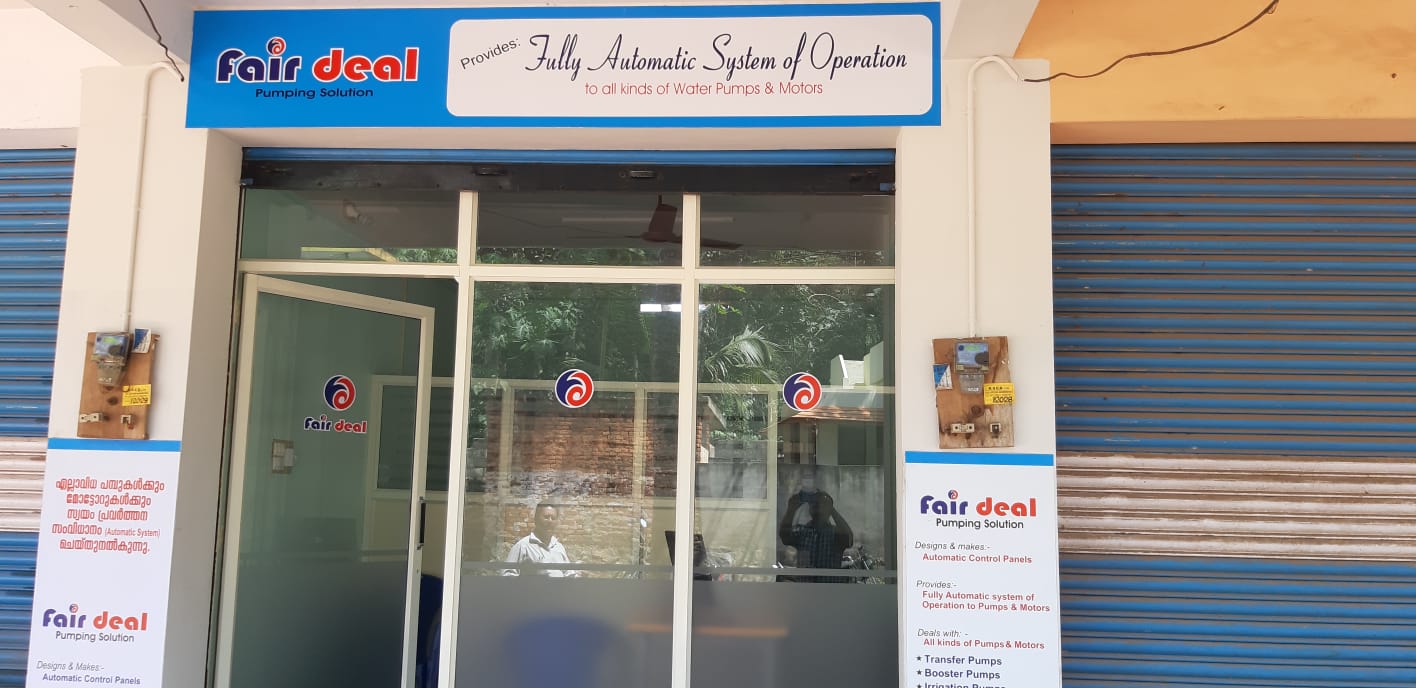 Fair deal
Pumping Solution
Provides:
Fully Automatic System of Operation
to all kinds of Water Pumps & Motors
Fair deal
എല്ലാവിധ പമ്പുകൾക്കും
മോട്ടോറുകൾക്കും
സ്വയം പ്രവർത്തന
സംവിധാനം (Automatic System)
ചെയ്തുനൽകുന്നു.
Fair deal
Pumping Solution
Designs & Makes:-
Automatic Control Panels
Fair deal
Pumping Solution
Designs & makes:-
Automatic Control Panels
Provides:-
Fully Automatic system of
Operation to Pumps & Motors
Deals with: -
All kinds of Pumps & Motors
★ Transfer Pumps
★ Booster Pumps
★ Irrigation Pumps